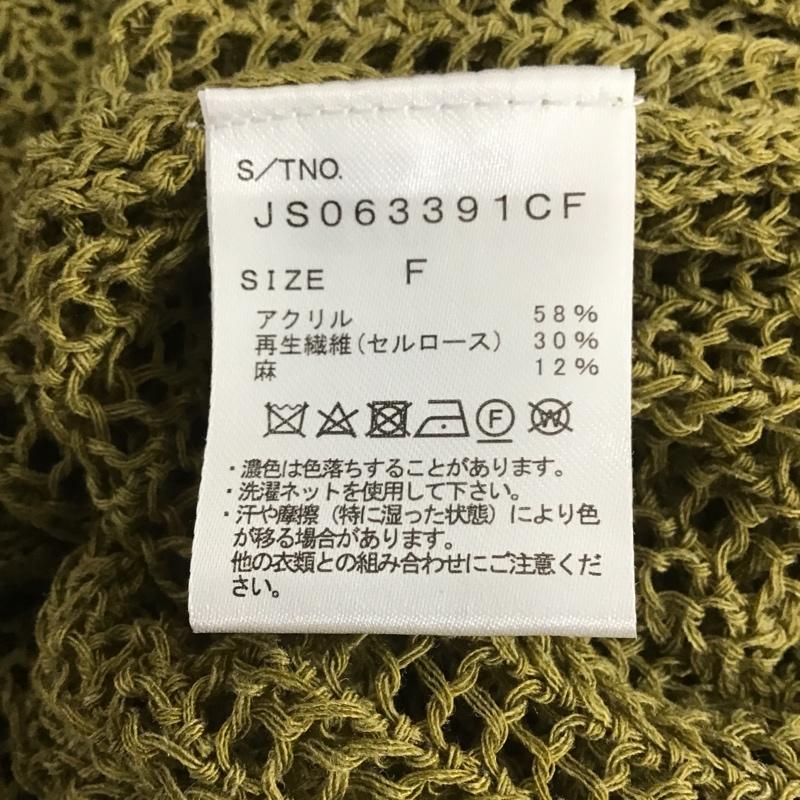 S/TNO.
JS063391CF
SIZE F
アクリル 58%
再生繊維(セルロース) 30%
麻 12%
F W
・濃色は色落ちすることがあります。
・洗濯ネットを使用して下さい。
・汗や摩擦（特に湿った状態）により色
が移る場合があります。
他の衣類との組み合わせにご注意くだ
さい。